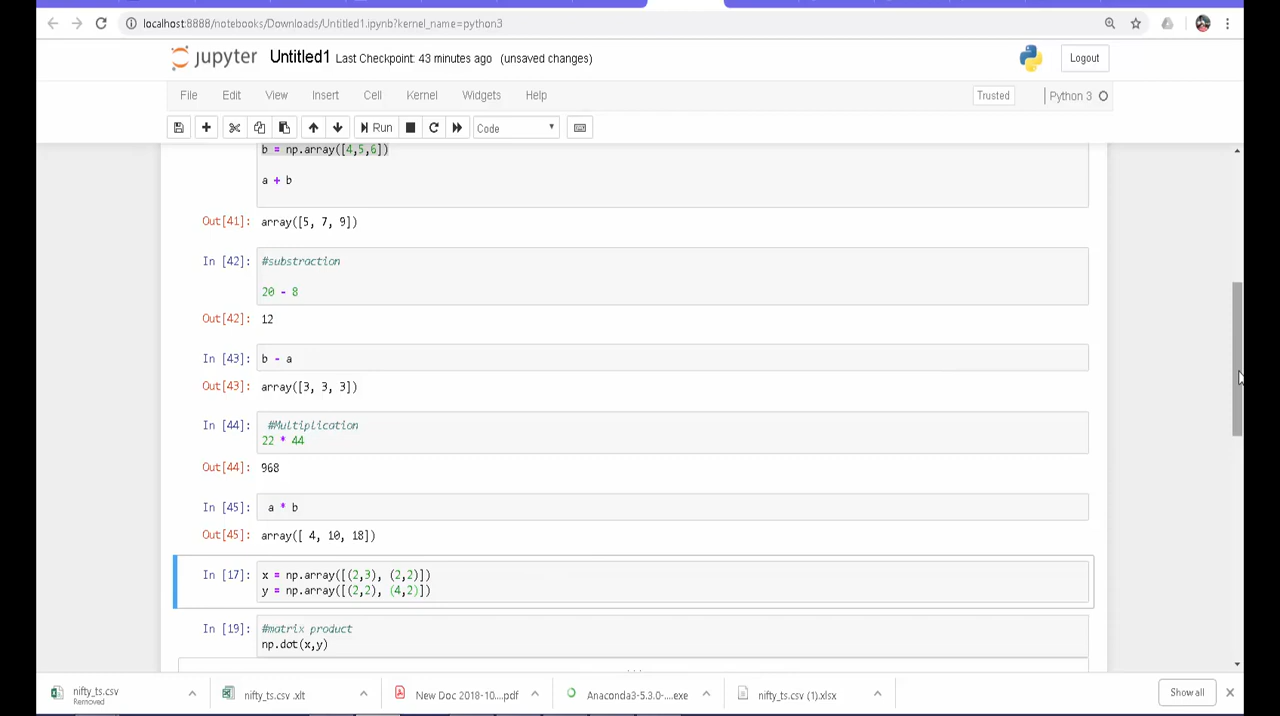 localhost:8888/notebooks/Downloads/Untitled1.ipynb?kernel_name=python3
jupyter Untitled1 Last Checkpoint: 43 minutes ago (unsaved changes)
Logout
File Edit View Insert Cell Kernel Widgets Help
Trusted Python 3
Run Code
b = np.array([4,5,6])
a + b
Out[41]: array([5, 7, 9])
In [42]: #substraction
20 - 8
Out[42]: 12
In [43]: b - a
Out[43]: array([3, 3, 3])
In [44]: #Multiplication
22 * 44
Out[44]: 968
In [45]: a * b
Out[45]: array([ 4, 10, 18])
In [17]: x = np.array([(2,3), (2,2)])
y = np.array([(2,2), (4,2)])
In [19]: #matrix product
np.dot(x,y)
nifty_ts.csv
Removed
nifty_ts.csv .xlt
New Doc 2018-10....pdf
Anaconda3-5.3.0-....exe
nifty_ts.csv (1).xlsx
Show all